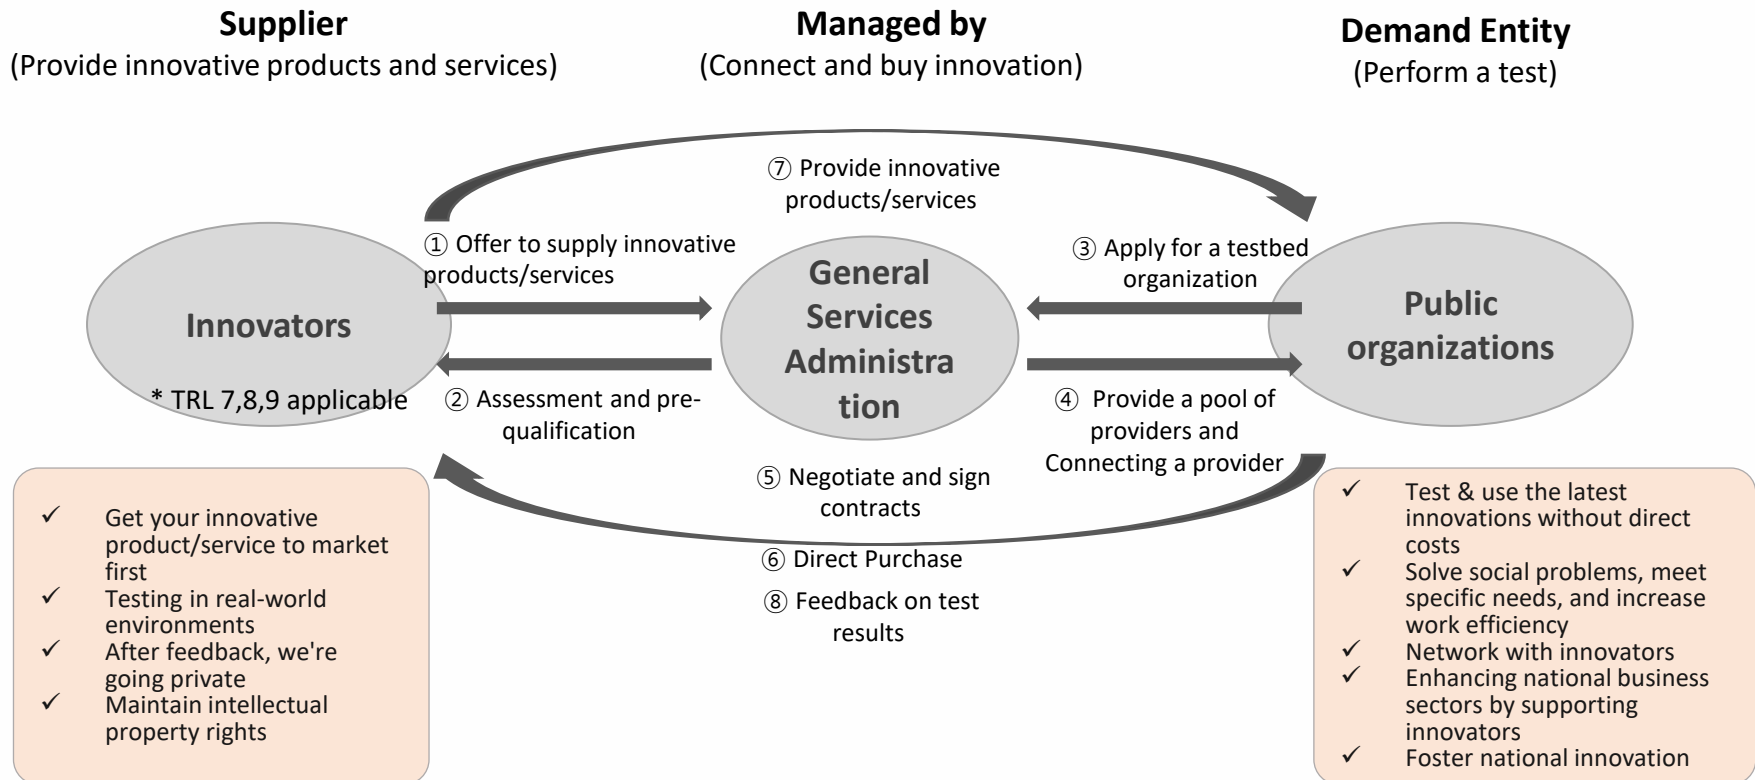 Supplier
(Provide innovative products and services)
Managed by
(Connect and buy innovation)
Demand Entity
(Perform a test)
⑦ Provide innovative
products/services
① Offer to supply innovative
products/services
③ Apply for a testbed
organization
Innovators
* TRL 7,8,9 applicable
General
Services
Administra
tion
Public
organizations
② Assessment and pre-
qualification
④ Provide a pool of
providers and
Connecting a provider
⑤ Negotiate and sign
contracts
⑥ Direct Purchase
⑧ Feedback on test
results
✓ Get your innovative
product/service to market
first
✓ Testing in real-world
environments
✓ After feedback, we're
going private
✓ Maintain intellectual
property rights
✓ Test & use the latest
innovations without direct
costs
✓ Solve social problems, meet
specific needs, and increase
work efficiency
✓ Network with innovators
✓ Enhancing national business
sectors by supporting
innovators
✓ Foster national innovation